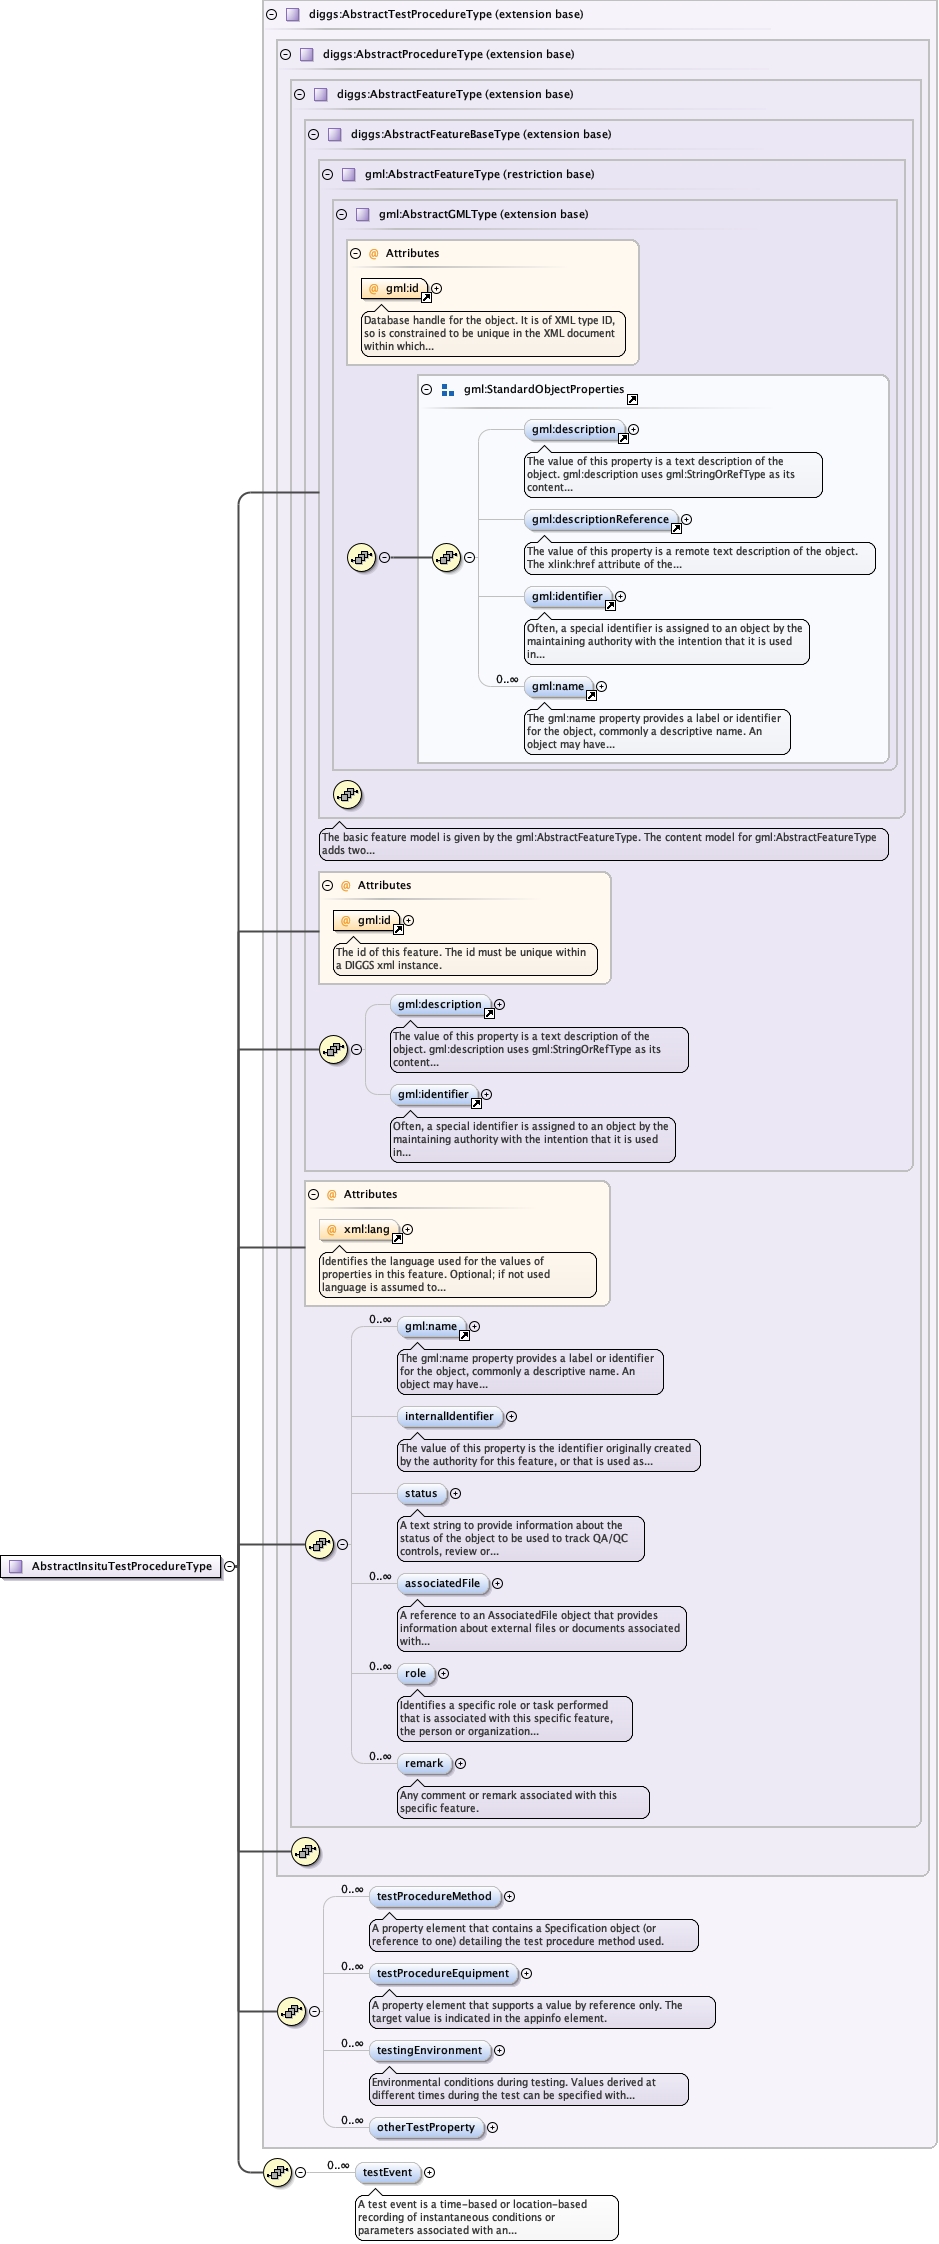 diggs:AbstractTestProcedureType (extension base)
diggs:AbstractProcedureType (extension base)
diggs:AbstractFeatureType (extension base)
diggs:AbstractFeatureBaseType (extension base)
gml:AbstractFeatureType (restriction base)
gml:AbstractGMLType (extension base)
@ Attributes
@ gml:id
Database handle for the object. It is of XML type ID,
so is constrained to be unique in the XML document
within which...
gml:StandardObjectProperties
gml:description
The value of this property is a text description of the
object. gml:description uses gml:StringOrRefType as its
content...
gml:descriptionReference
The value of this property is a remote text description of the object.
The xlink:href attribute of the...
gml:identifier
Often, a special identifier is assigned to an object by the
maintaining authority with the intention that it is used
in...
0..∞
gml:name
The gml:name property provides a label or identifier
for the object, commonly a descriptive name. An
object may have...
The basic feature model is given by the gml:AbstractFeatureType. The content model for gml:AbstractFeatureType
adds two...
@ Attributes
@ gml:id
The id of this feature. The id must be unique within
a DIGGS xml instance.
gml:description
The value of this property is a text description of the
object. gml:description uses gml:StringOrRefType as its
content...
gml:identifier
Often, a special identifier is assigned to an object by the
maintaining authority with the intention that it is used
in...
@ Attributes
@ xml:lang
Identifies the language used for the values of
properties in this feature. Optional; if not used
language is assumed to...
0..∞
gml:name
The gml:name property provides a label or identifier
for the object, commonly a descriptive name. An
object may have...
internalIdentifier
The value of this property is the identifier originally created
by the authority for this feature, or that is used as...
status
A text string to provide information about the
status of the object to be used to track QA/QC
controls, review or...
AbstractInsituTestProcedureType
0..∞
associatedFile
A reference to an AssociatedFile object that provides
information about external files or documents associated
with...
0..∞
role
Identifies a specific role or task performed
that is associated with this specific feature,
the person or organization...
0..∞
remark
Any comment or remark associated with this
specific feature.
0..∞
testProcedureMethod
A property element that contains a Specification object (or
reference to one) detailing the test procedure method used.
0..∞
testProcedureEquipment
A property element that supports a value by reference only. The
target value is indicated in the appinfo element.
0..∞
testingEnvironment
Environmental conditions during testing. Values derived at
different times during the test can be specified with...
0..∞
otherTestProperty
0..∞
testEvent
A test event is a time-based or location-based
recording of instantaneous conditions or
parameters associated with an...